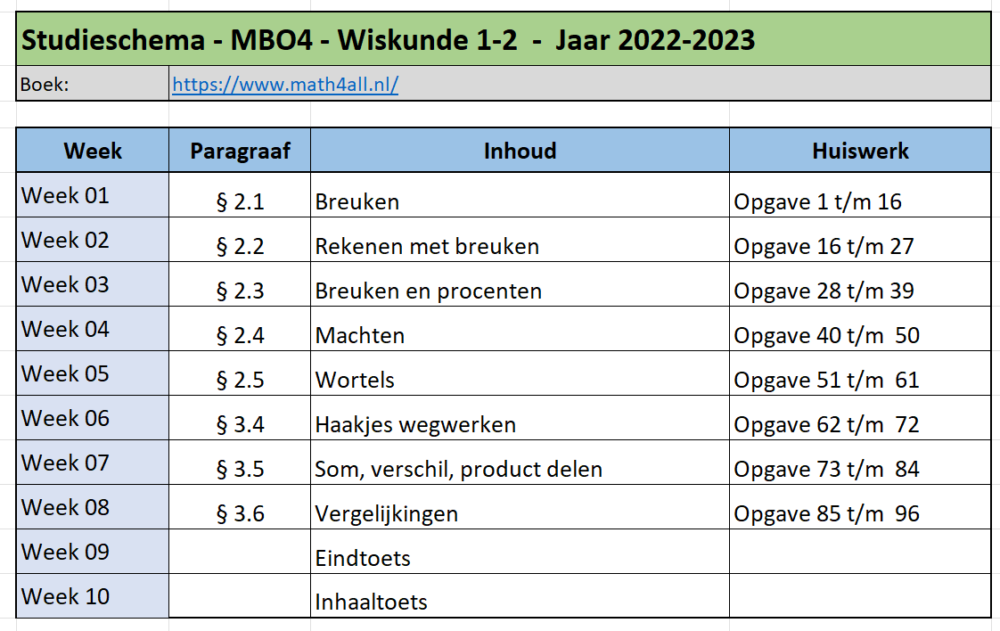 Studieschema - MBO4 - Wiskunde 1-2 - Jaar 2022-2023
Boek: https://www.math4all.nl/
Week Paragraaf Inhoud Huiswerk
Week 01 § 2.1 Breuken Opgave 1 t/m 16
Week 02 § 2.2 Rekenen met breuken Opgave 16 t/m 27
Week 03 § 2.3 Breuken en procenten Opgave 28 t/m 39
Week 04 § 2.4 Machten Opgave 40 t/m 50
Week 05 § 2.5 Wortels Opgave 51 t/m 61
Week 06 § 3.4 Haakjes wegwerken Opgave 62 t/m 72
Week 07 § 3.5 Som, verschil, product delen Opgave 73 t/m 84
Week 08 § 3.6 Vergelijkingen Opgave 85 t/m 96
Week 09 Eindtoets
Week 10 Inhaaltoets